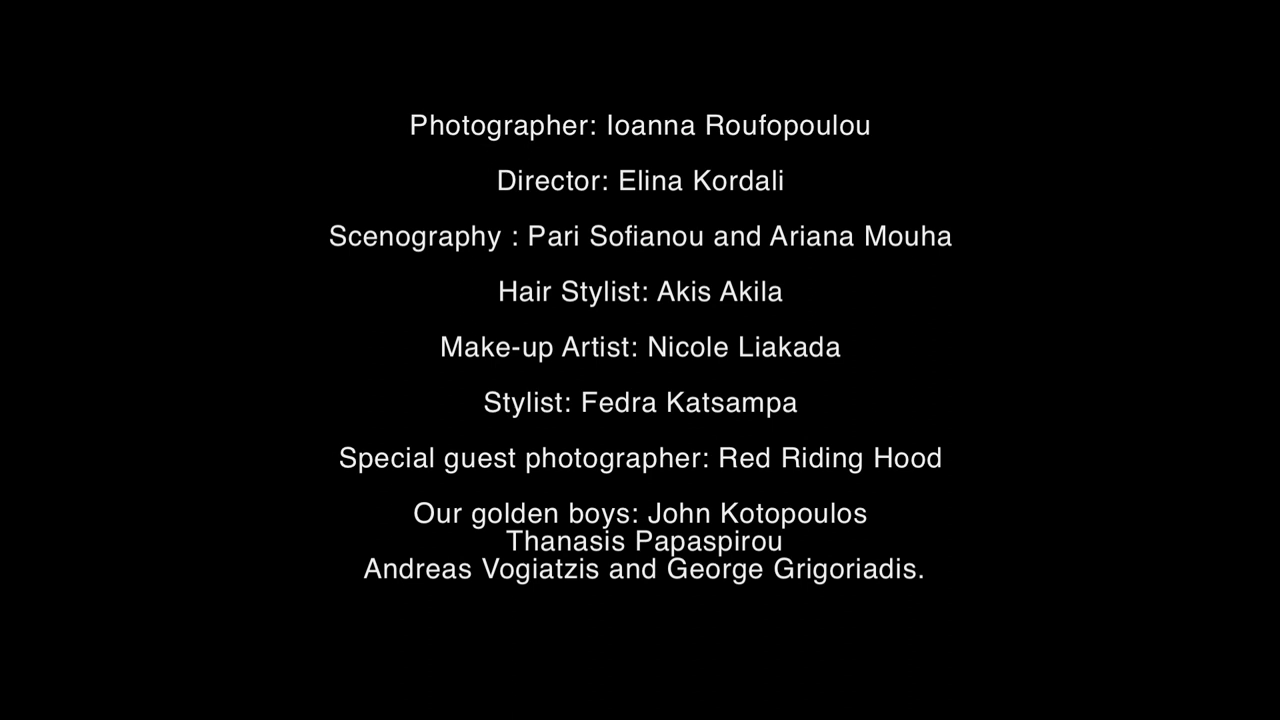 Photographer: Ioanna Roufopoulou
Director: Elina Kordali
Scenography : Pari Sofianou and Ariana Mouha
Hair Stylist: Akis Akila
Make-up Artist: Nicole Liakada
Stylist: Fedra Katsampa
Special guest photographer: Red Riding Hood
Our golden boys: John Kotopoulos
Thanasis Papaspirou
Andreas Vogiatzis and George Grigoriadis.